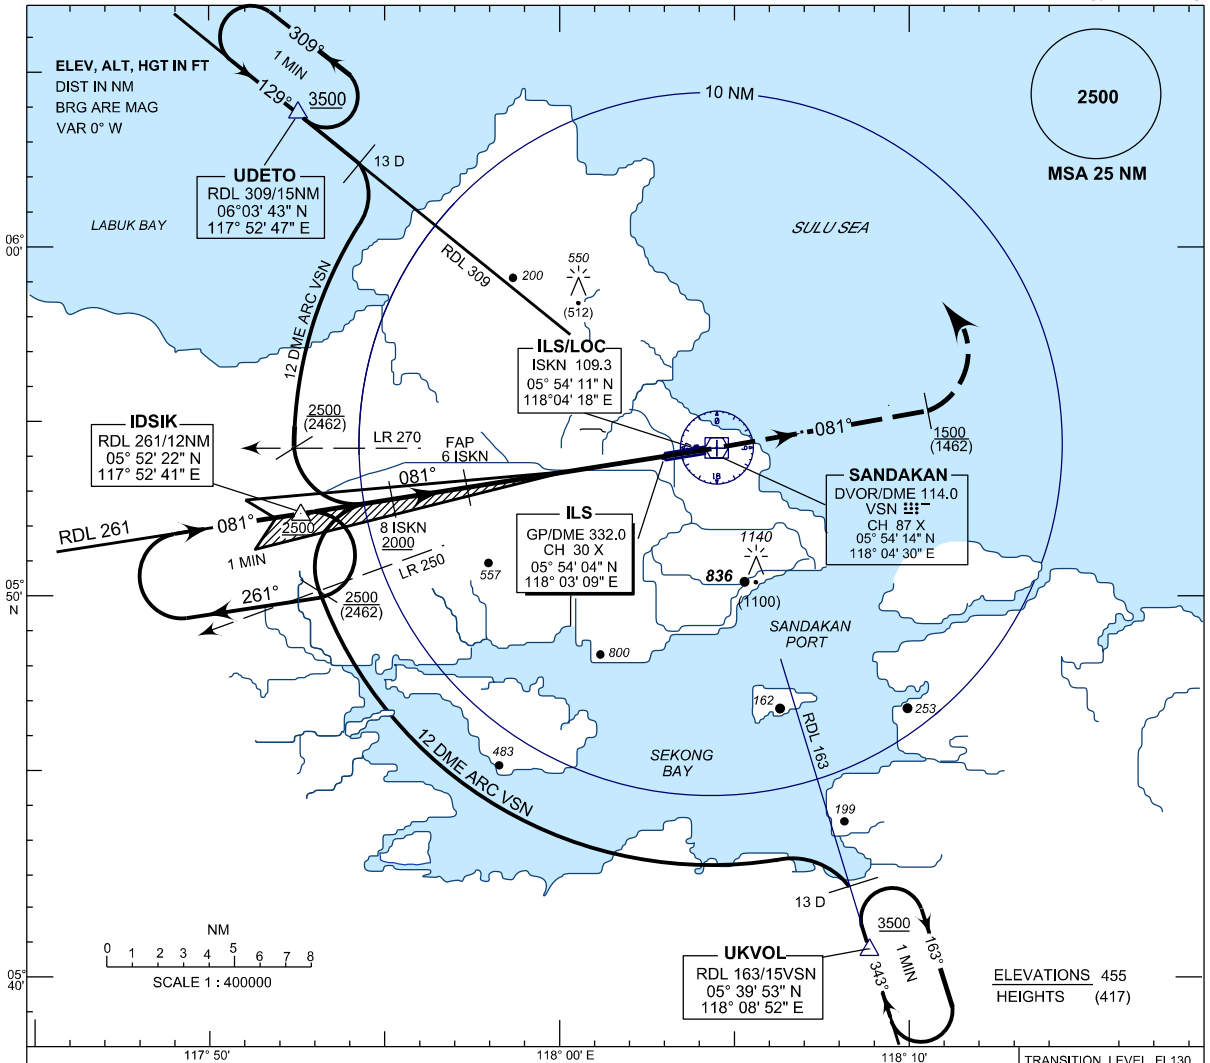 ELEV, ALT, HGT IN FT
DIST IN NM
BRG ARE MAG
VAR 0° W
309°
1 MIN
129°
3500
UDETO
RDL 309/15NM
06°03' 43" N
117° 52' 47" E
13 D
10 NM
2500
MSA 25 NM
LABUK BAY
SULU SEA
06°
00'
RDL 309
200
550
(512)
12 DME ARC VSN
ILS/LOC
ISKN 109.3
05° 54' 11" N
118°04' 18" E
2500
(2462)
LR 270
FAP
6 ISKN
IDSIK
RDL 261/12NM
05° 52' 22" N
117° 52' 41" E
081°
081°
1500
(1462)
0
18
SANDAKAN
DVOR/DME 114.0
VSN
CH 87 X
05° 54' 14" N
118° 04' 30" E
RDL 261
081°
2500
8 ISKN
2000
1 MIN
LR 250
ILS
GP/DME 332.0
CH 30 X
05° 54' 04" N
118° 03' 09" E
557
1140
836
(1100)
261°
2500
(2462)
05°
50'
N
SANDAKAN
PORT
800
162
RDL 163
253
SEKONG
BAY
483
12 DME ARC VSN
199
13 D
3500
1 MIN
163°
343°
UKVOL
RDL 163/15VSN
05° 39' 53" N
118° 08' 52" E
NM
0 1 2 3 4 5 6 7 8
SCALE 1 : 400000
05°
40'
ELEVATIONS 455
HEIGHTS (417)
117° 50'
118° 00' E
118° 10'
TRANSITION LEVEL FL130